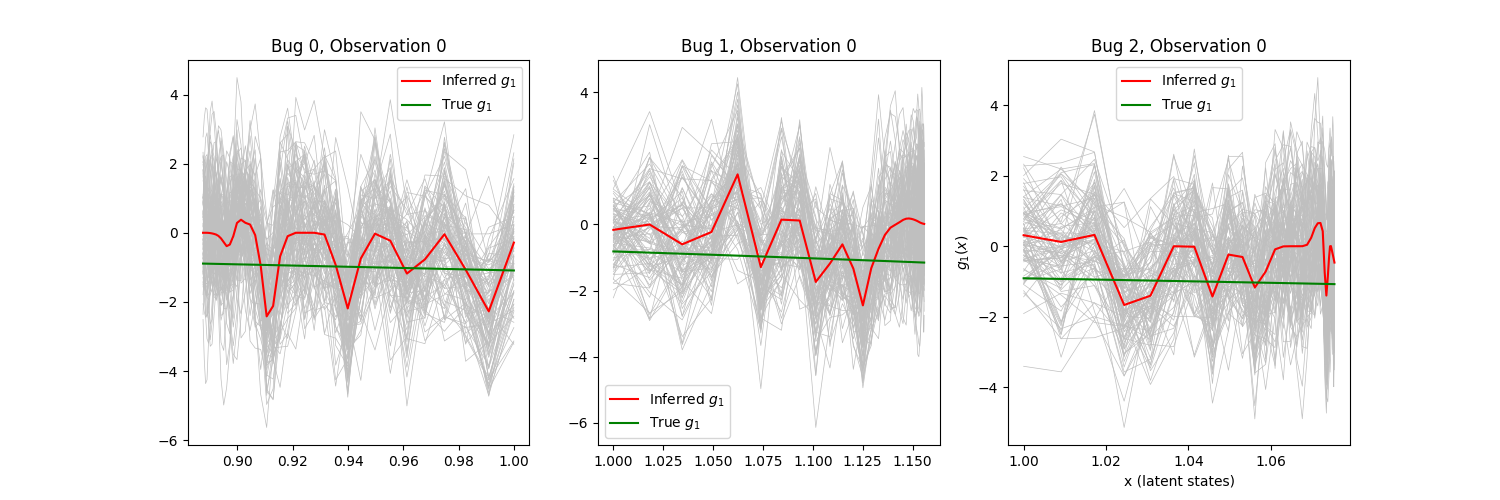 Bug 0, Observation 0
Inferred g₁
True g₁
4
2
0
−2
−4
−6
0.90 0.92 0.94 0.96 0.98 1.00
Bug 1, Observation 0
4
2
0
−2
−4
−6
Inferred g₁
True g₁
1.000 1.025 1.050 1.075 1.100 1.125 1.150
Bug 2, Observation 0
Inferred g₁
True g₁
g₁(x)
4
2
0
−2
−4
1.00 1.02 1.04 1.06
x (latent states)